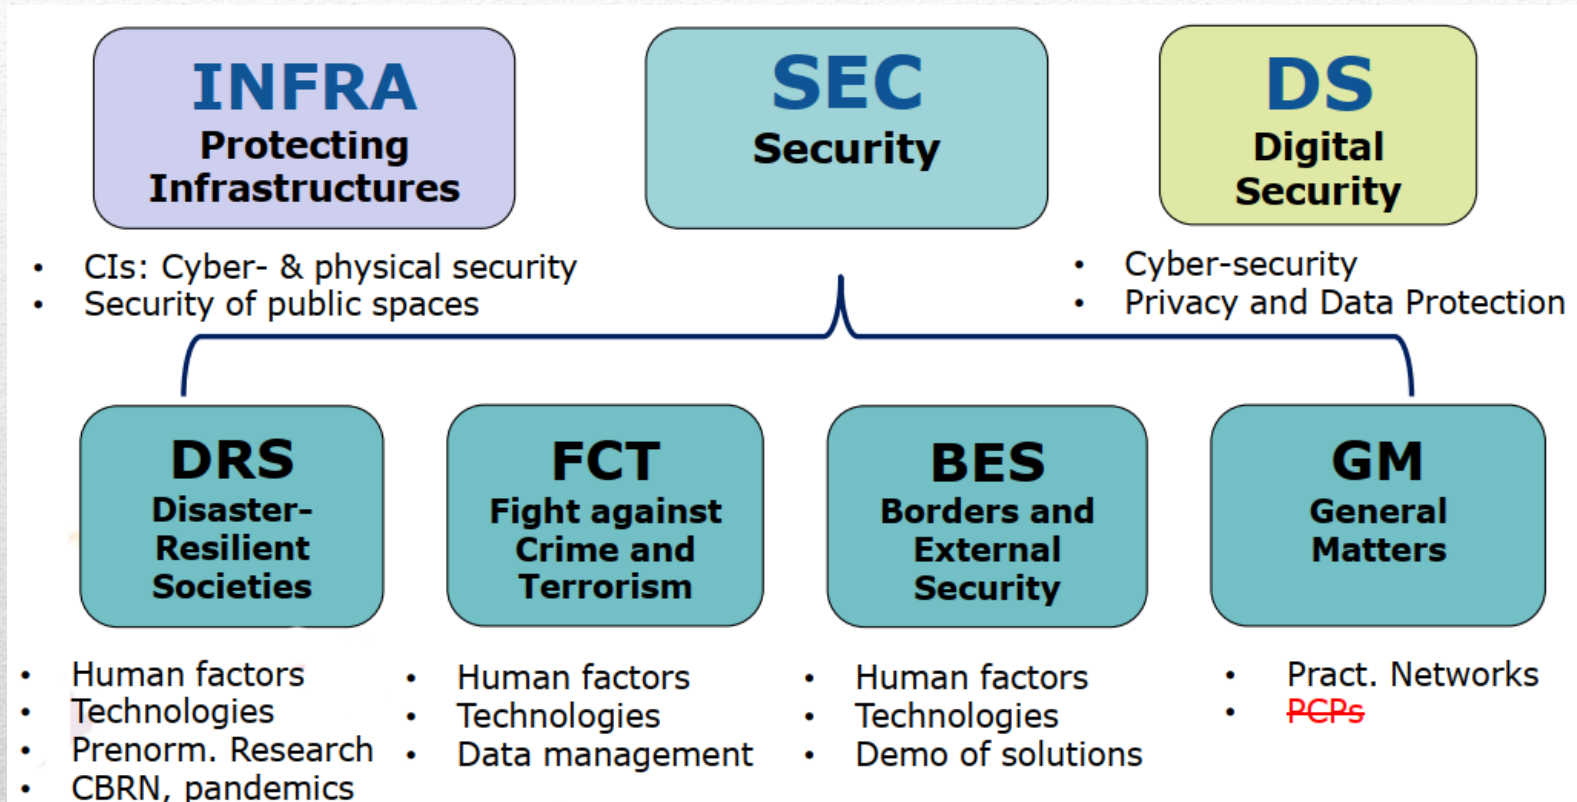 INFRA
Protecting
Infrastructures
SEC
Security
DS
Digital
Security
• CIs: Cyber- & physical security
• Security of public spaces
• Cyber-security
• Privacy and Data Protection
DRS
Disaster-
Resilient
Societies
FCT
Fight against
Crime and
Terrorism
BES
Borders and
External
Security
GM
General
Matters
• Human factors
• Technologies
• Prenorm. Research
• CBRN, pandemics
• Human factors
• Technologies
• Data management
• Human factors
• Technologies
• Demo of solutions
• Pract. Networks
• PCPs